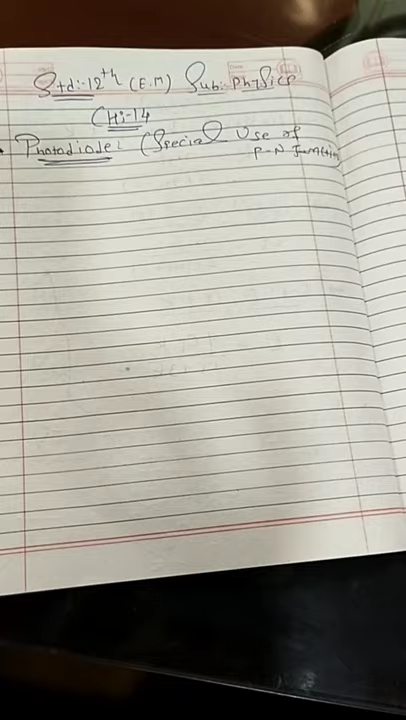 Std:-12th (E.M) Sub: Physics
CH:-14
Photodiode: (Special Use of
P-N Junction)